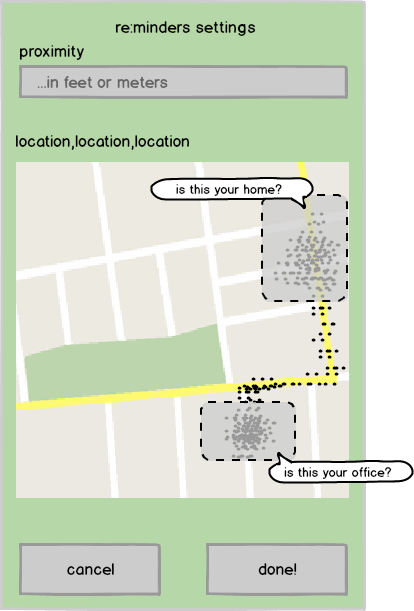 re:minders settings
proximity
...in feet or meters
location,location,location
is this your home?
is this your office?
cancel
done!